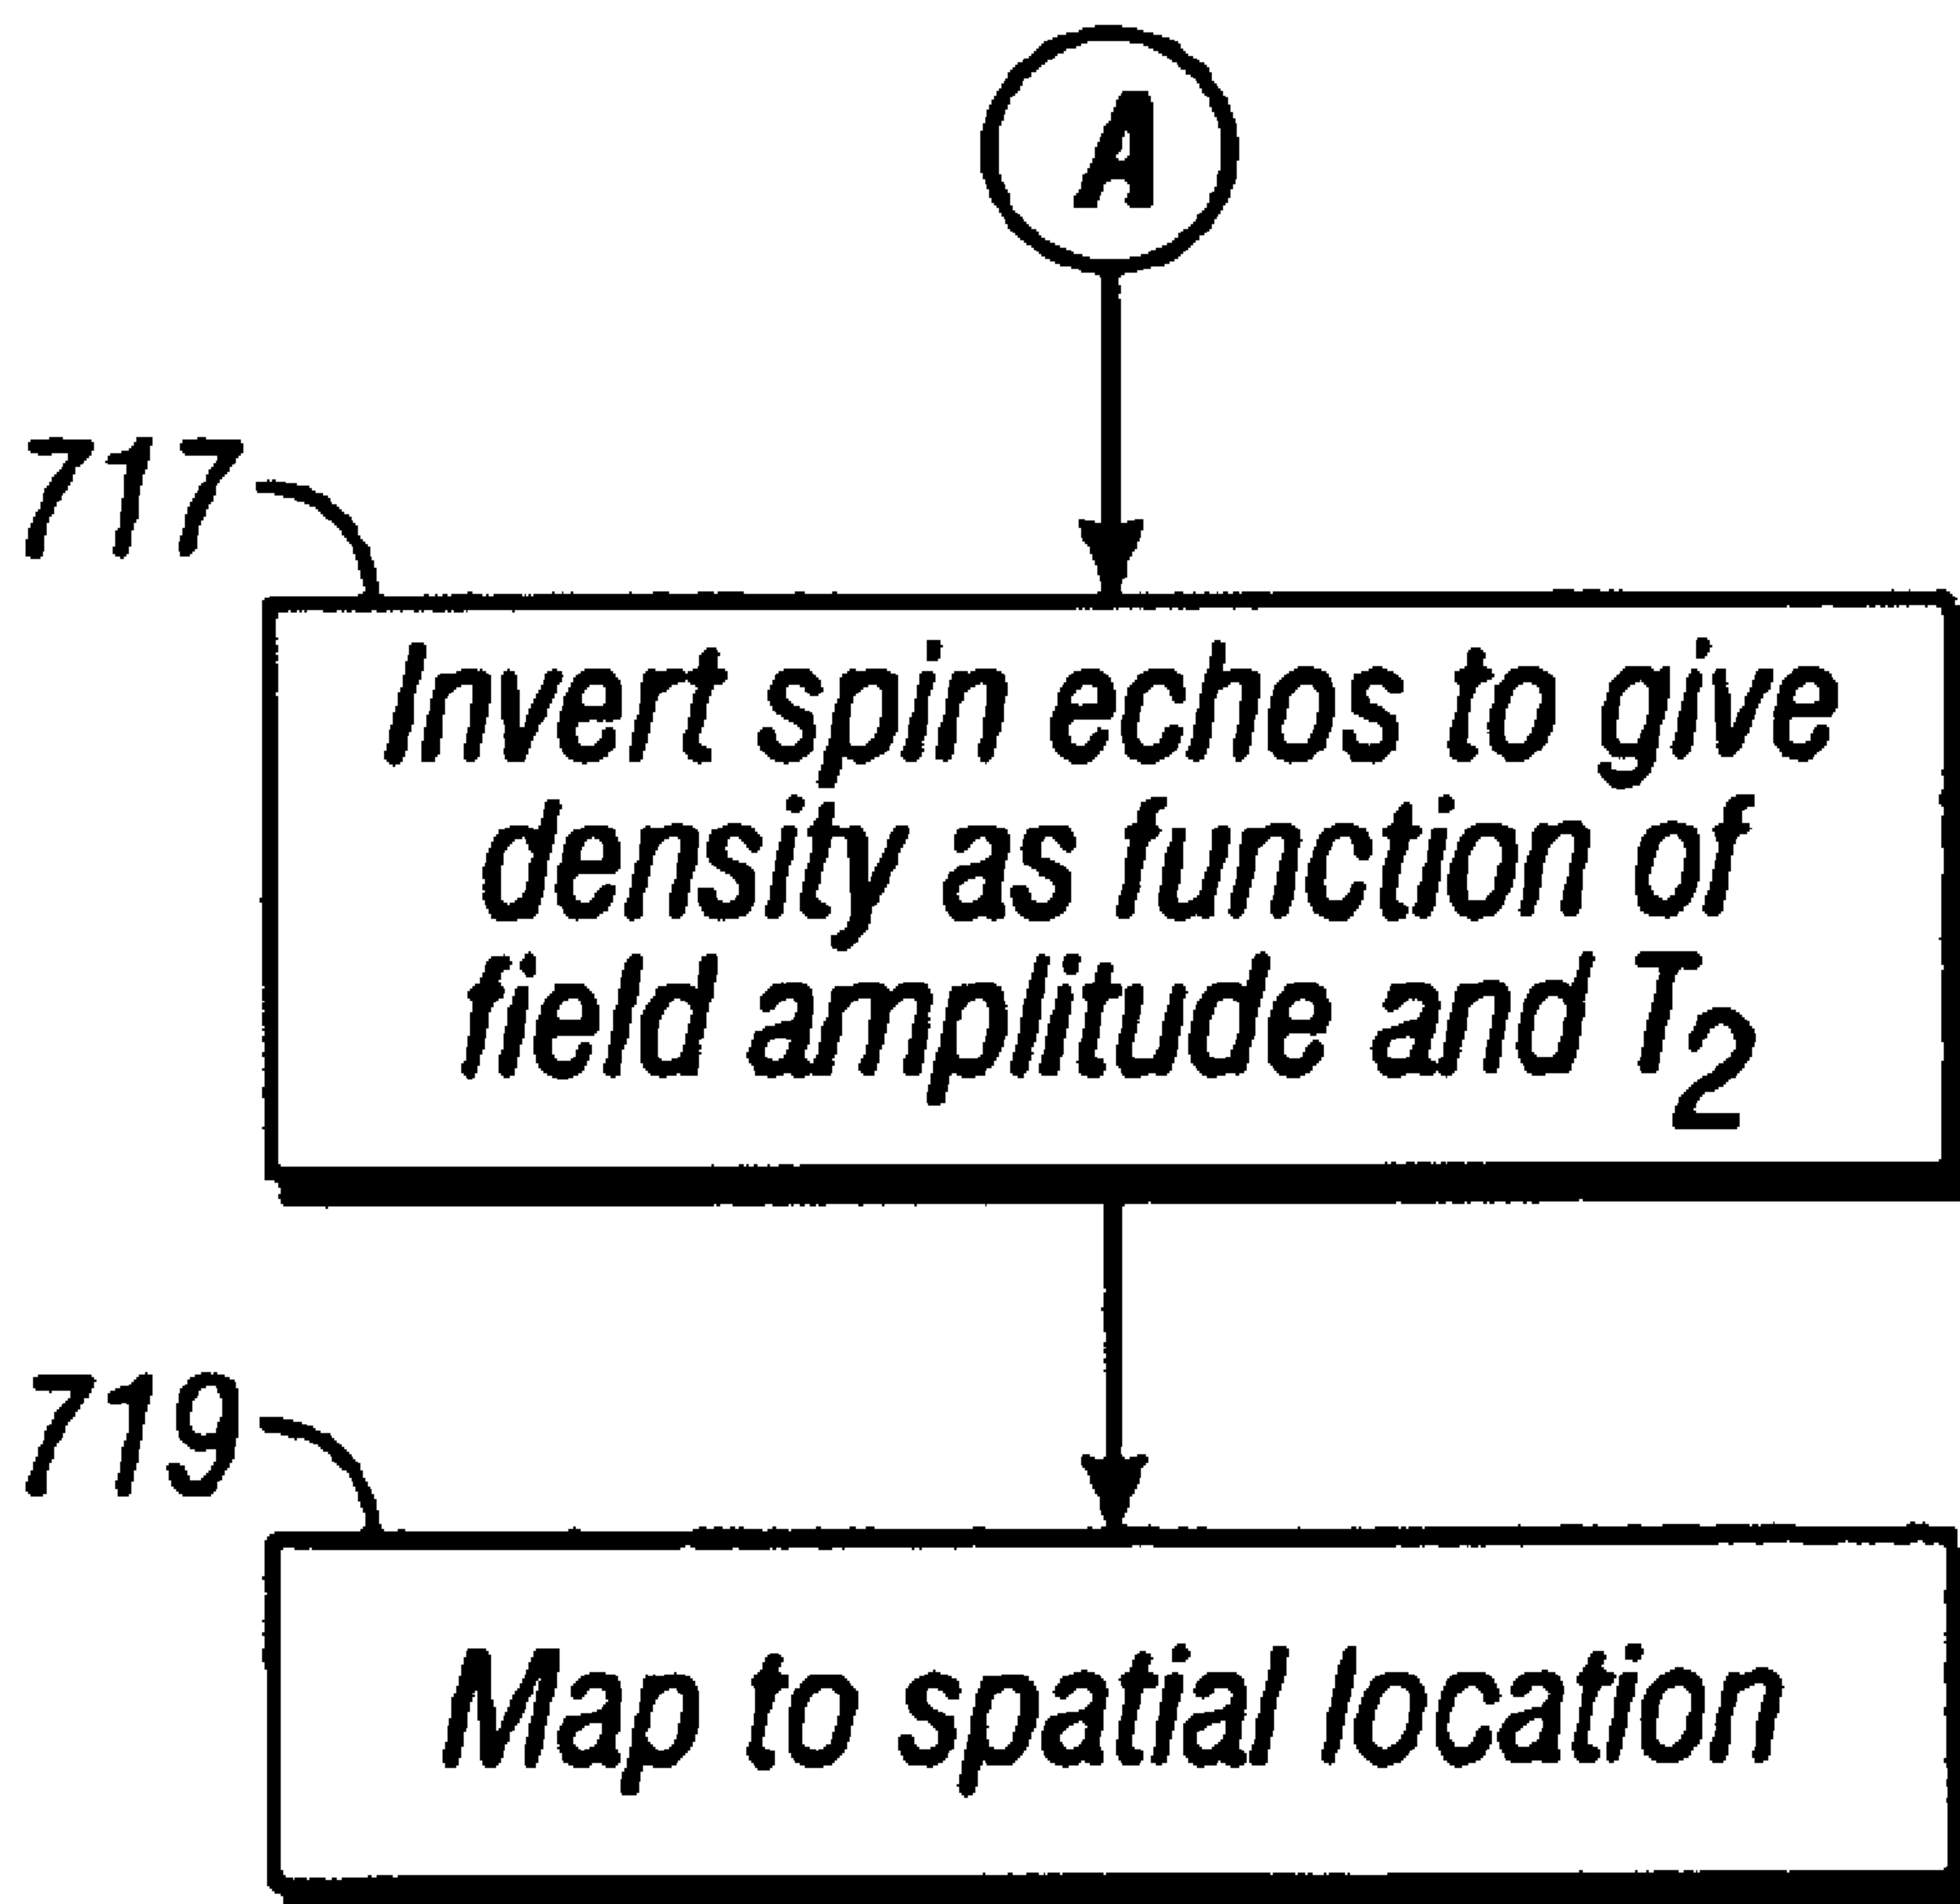 A
717
Invert spin echos to give
density as function of
field amplitude and T₂
719
Map to spatial location